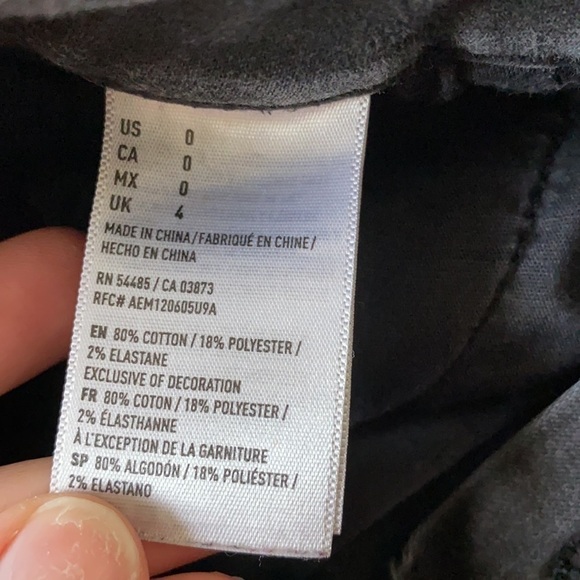 US 0
CA 0
MX 0
UK 4
MADE IN CHINA/FABRIQUÉ EN CHINE/
HECHO EN CHINA
RN 54485 / CA 03873
RFC# AEM120605U9A
EN 80% COTTON / 18% POLYESTER /
2% ELASTANE
EXCLUSIVE OF DECORATION
FR 80% COTON / 18% POLYESTER /
2% ÉLASTHANNE
À L'EXCEPTION DE LA GARNITURE
SP 80% ALGODÓN / 18% POLIÉSTER /
2% ELASTANO